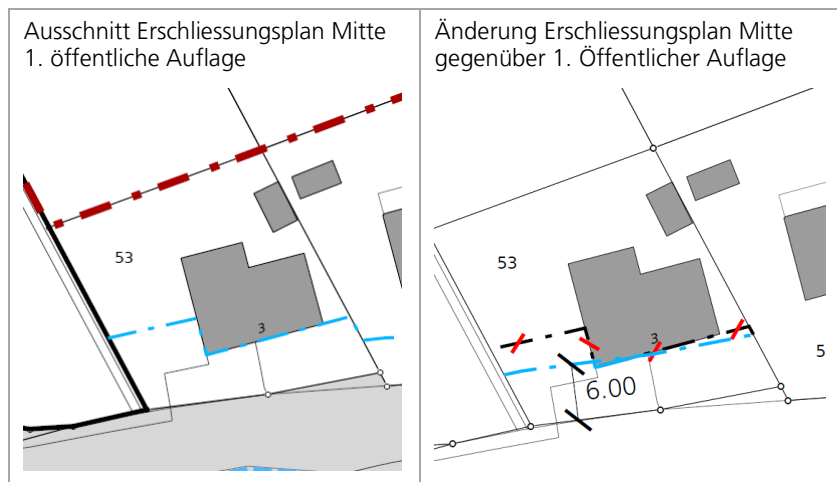 Ausschnitt Erschliessungsplan Mitte
1. öffentliche Auflage
53
3
Änderung Erschliessungsplan Mitte
gegenüber 1. Öffentlicher Auflage
53
3
5
6.00